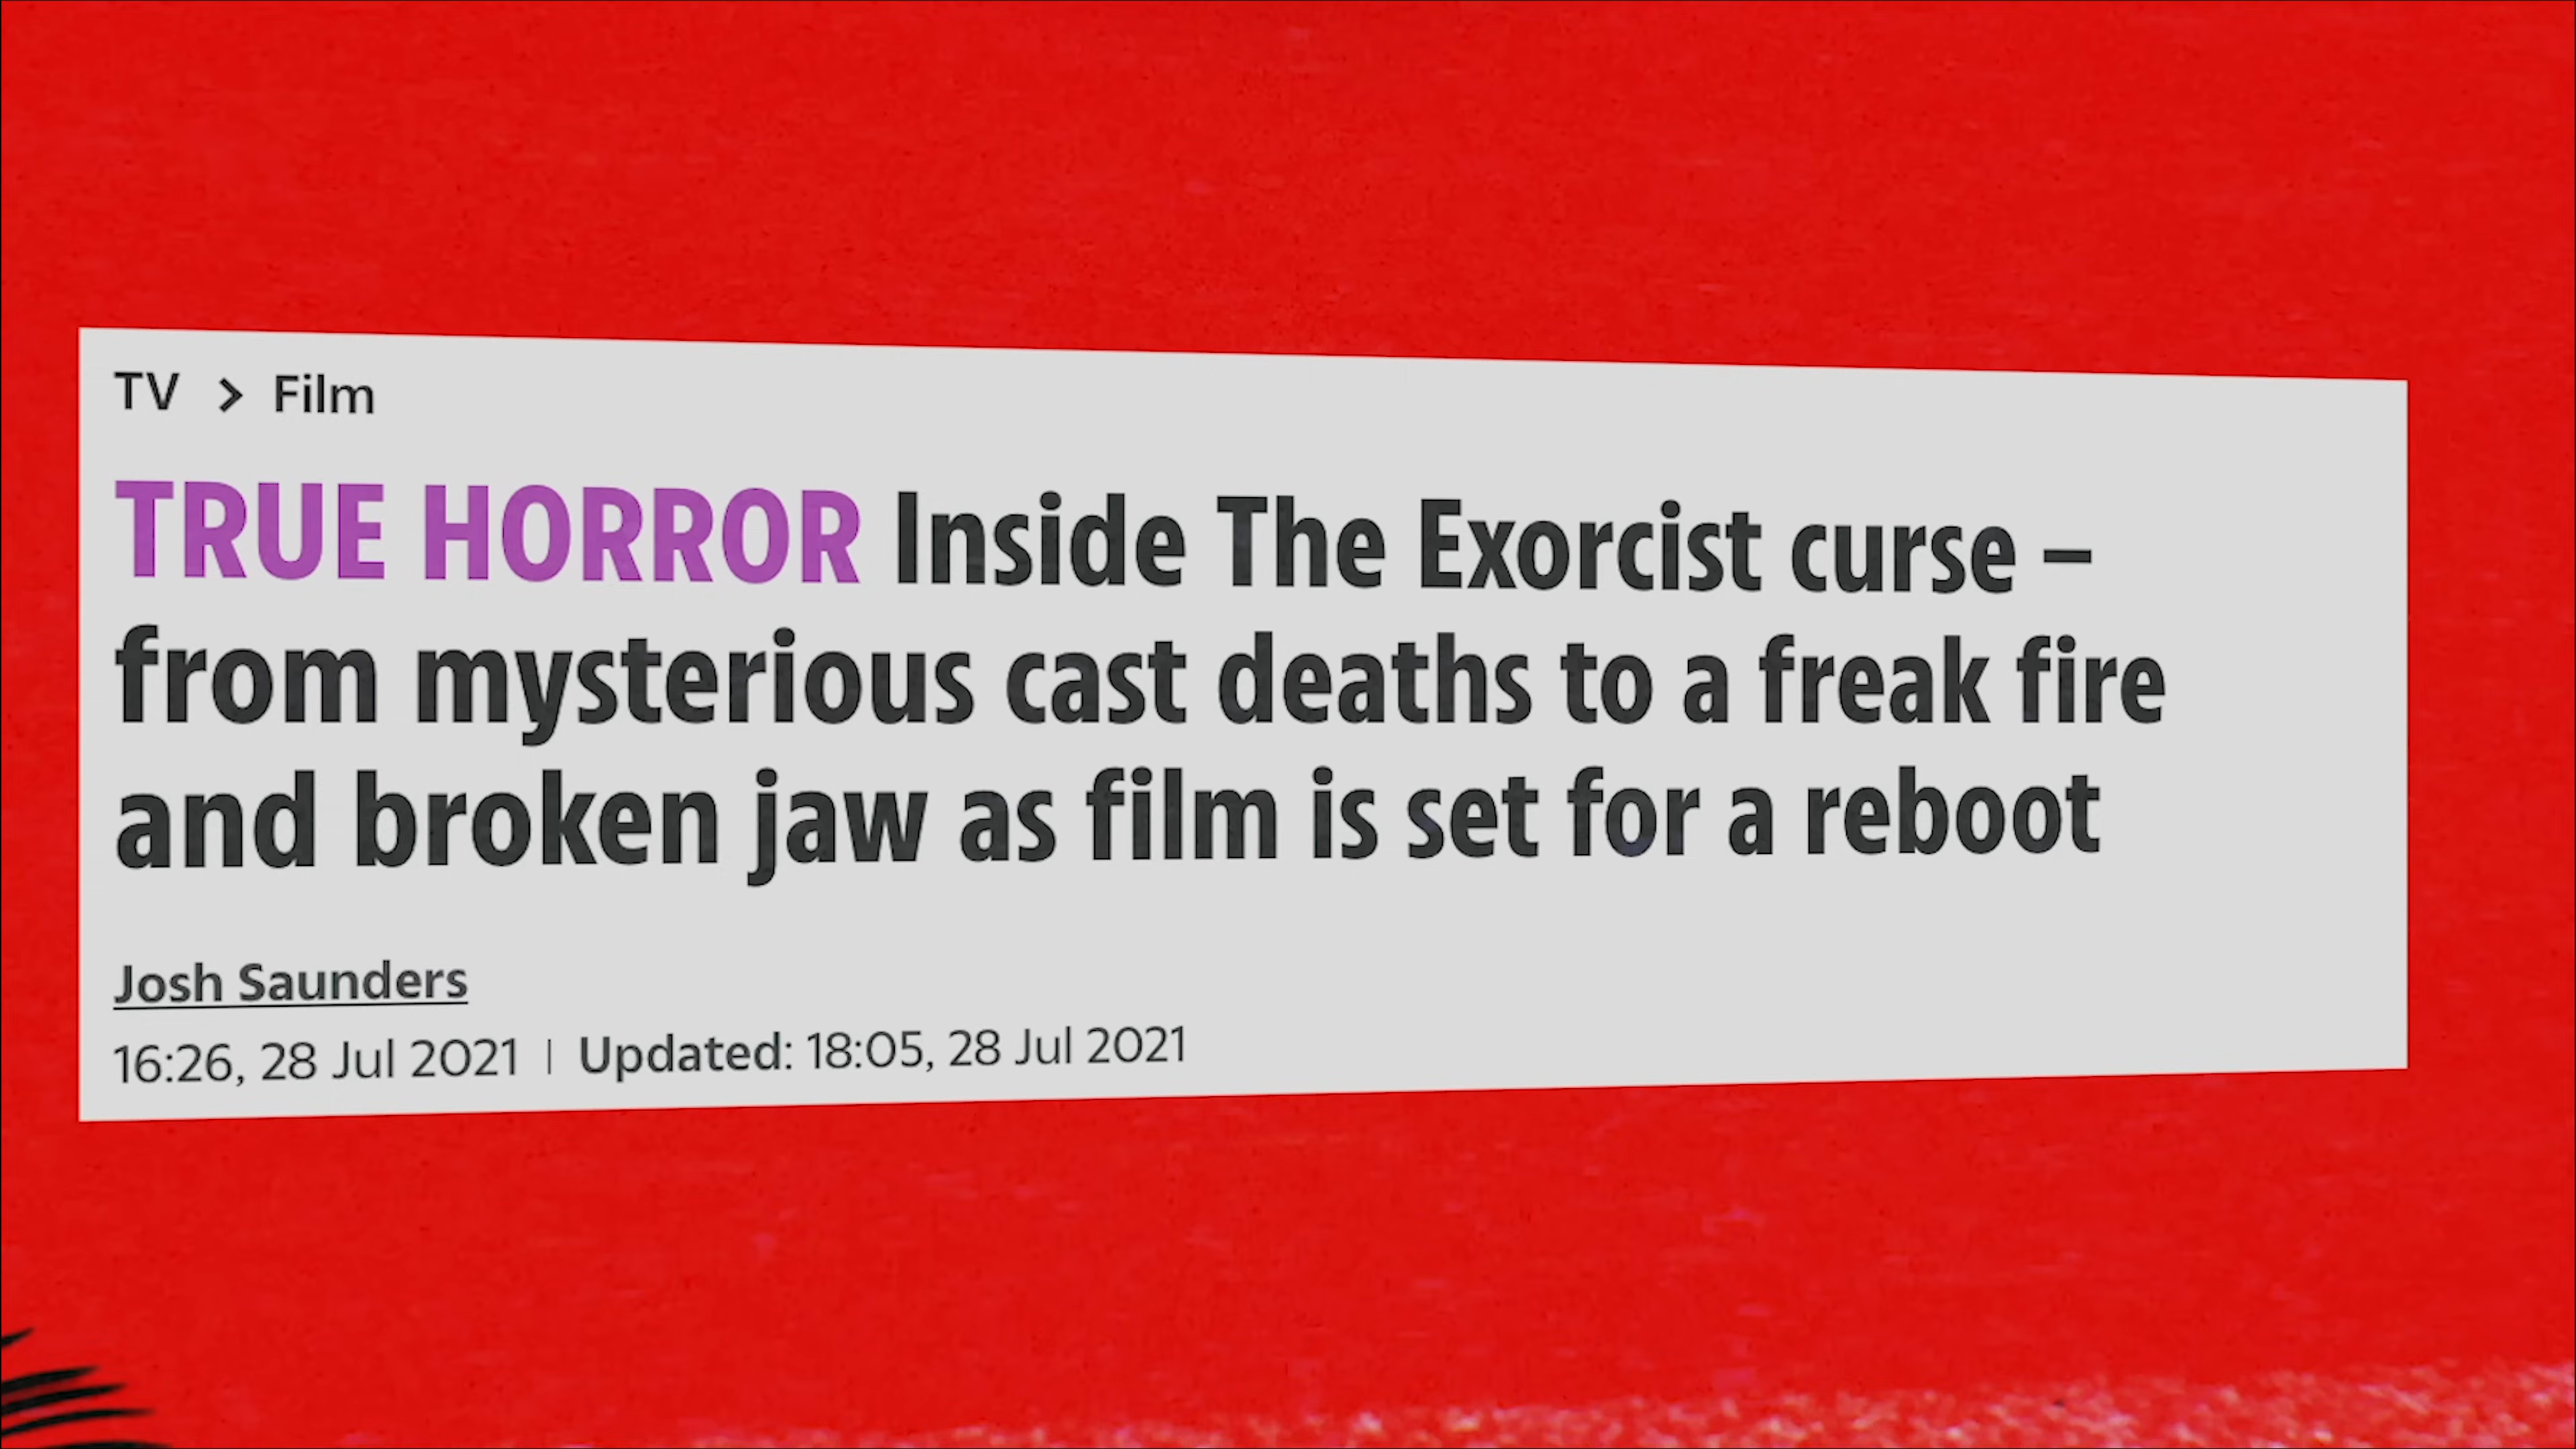 TV > Film
TRUE HORROR Inside The Exorcist curse –
from mysterious cast deaths to a freak fire
and broken jaw as film is set for a reboot
Josh Saunders
16:26, 28 Jul 2021 | Updated: 18:05, 28 Jul 2021